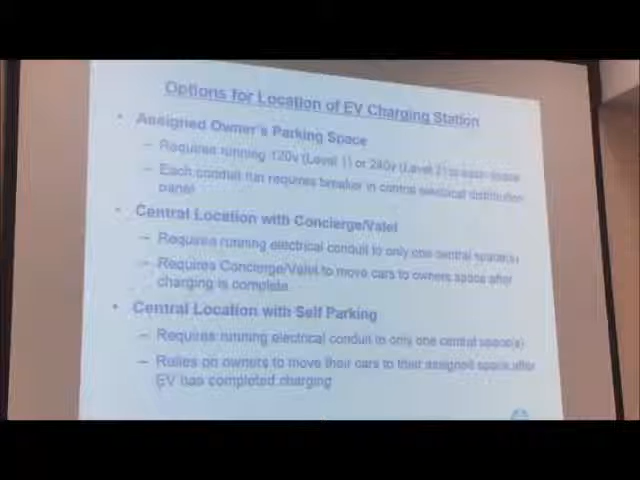 Options for Location of EV Charging Station
• Assigned Owner's Parking Space
– Requires running 120v (Level 1) or 240v (Level 2) to each space
– Each conduit run requires breaker in central electrical distribution
panel
• Central Location with Concierge/Valet
– Requires running electrical conduit to only one central space(s)
– Requires Concierge/Valet to move cars to owners space after
charging is complete
• Central Location with Self Parking
– Requires running electrical conduit to only one central space(s)
– Relies on owners to move their cars to their assigned space after
EV has completed charging